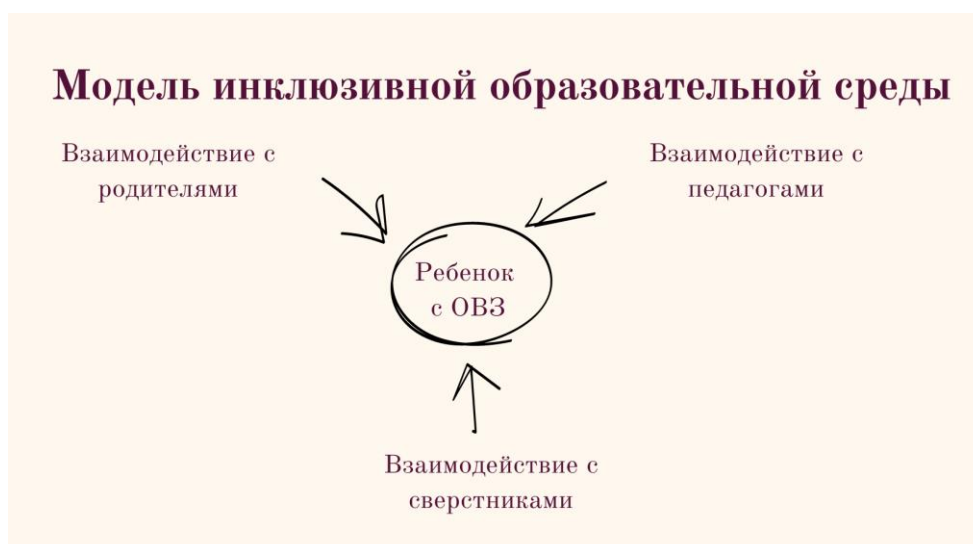 Модель инклюзивной образовательной среды
Взаимодействие с
родителями
Взаимодействие с
педагогами
Ребенок
с ОВЗ
Взаимодействие с
сверстниками